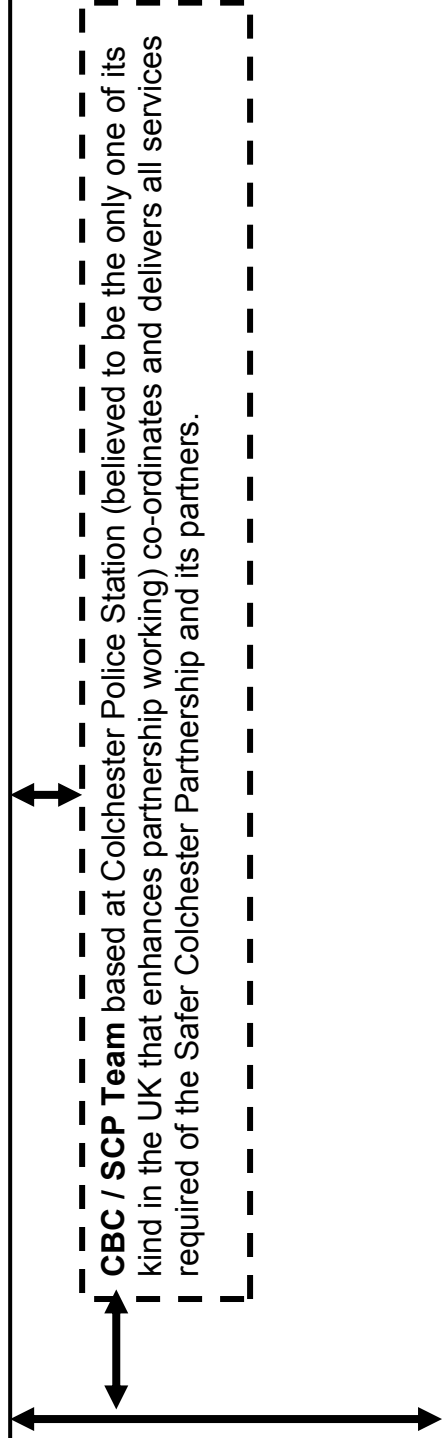 CBC / SCP Team based at Colchester Police Station (believed to be the only one of its
kind in the UK that enhances partnership working) co-ordinates and delivers all services
required of the Safer Colchester Partnership and its partners.